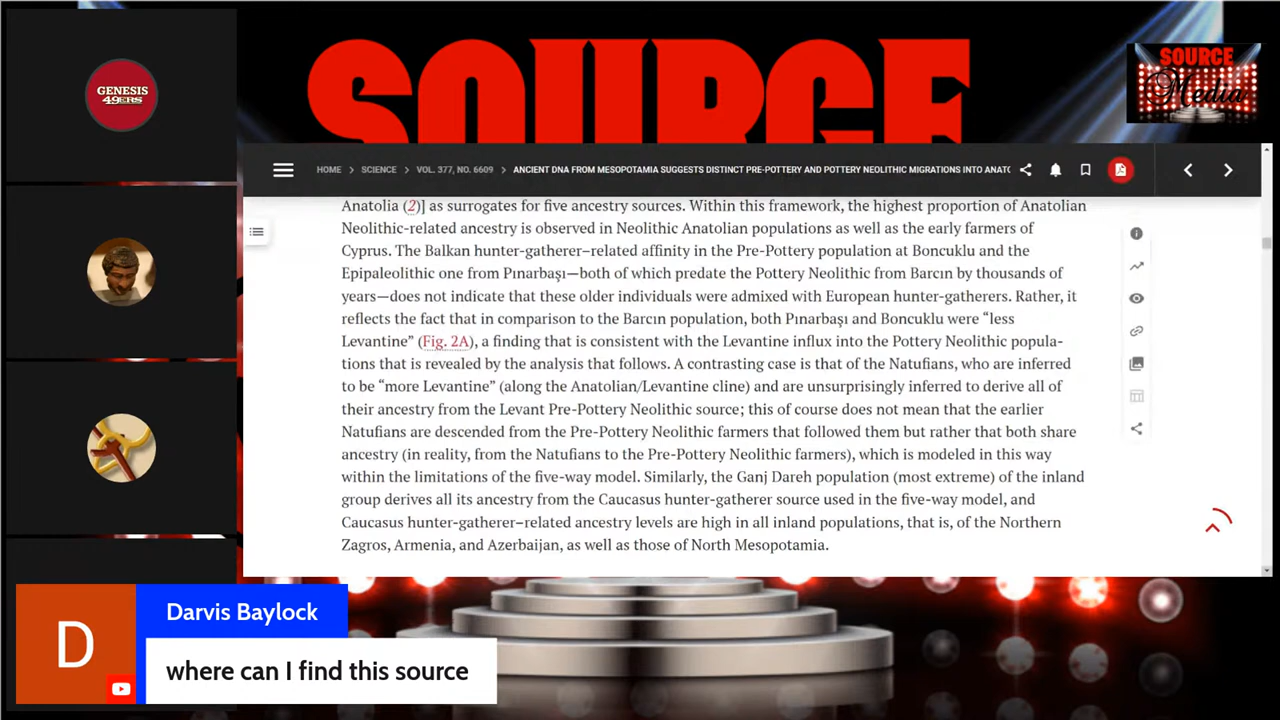 SOURCE
SOURCE
Media
GENESIS
49ERS
HOME > SCIENCE > VOL. 377, NO. 6609 > ANCIENT DNA FROM MESOPOTAMIA SUGGESTS DISTINCT PRE-POTTERY AND POTTERY NEOLITHIC MIGRATIONS INTO ANATO
Anatolia (2)] as surrogates for five ancestry sources. Within this framework, the highest proportion of Anatolian
Neolithic-related ancestry is observed in Neolithic Anatolian populations as well as the early farmers of
Cyprus. The Balkan hunter-gatherer–related affinity in the Pre-Pottery population at Boncuklu and the
Epipaleolithic one from Pınarbaşı—both of which predate the Pottery Neolithic from Barcın by thousands of
years—does not indicate that these older individuals were admixed with European hunter-gatherers. Rather, it
reflects the fact that in comparison to the Barcın population, both Pınarbaşı and Boncuklu were “less
Levantine” (Fig. 2A), a finding that is consistent with the Levantine influx into the Pottery Neolithic popula-
tions that is revealed by the analysis that follows. A contrasting case is that of the Natufians, who are inferred
to be “more Levantine” (along the Anatolian/Levantine cline) and are unsurprisingly inferred to derive all of
their ancestry from the Levant Pre-Pottery Neolithic source; this of course does not mean that the earlier
Natufians are descended from the Pre-Pottery Neolithic farmers that followed them but rather that both share
ancestry (in reality, from the Natufians to the Pre-Pottery Neolithic farmers), which is modeled in this way
within the limitations of the five-way model. Similarly, the Ganj Dareh population (most extreme) of the inland
group derives all its ancestry from the Caucasus hunter-gatherer source used in the five-way model, and
Caucasus hunter-gatherer–related ancestry levels are high in all inland populations, that is, of the Northern
Zagros, Armenia, and Azerbaijan, as well as those of North Mesopotamia.
D
Darvis Baylock
where can I find this source